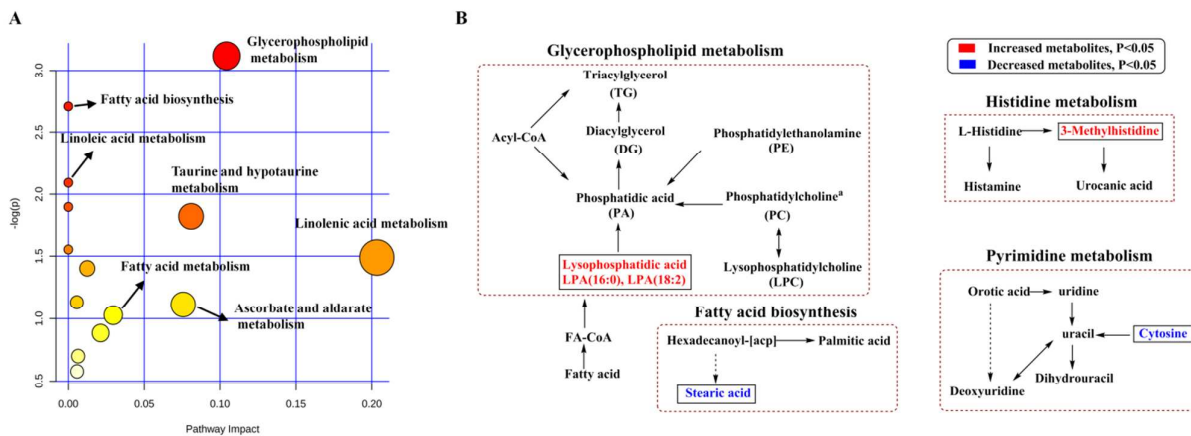 A
Glycerophospholipid
metabolism
Fatty acid biosynthesis
Linoleic acid metabolism
Taurine and hypotaurine
metabolism
Linolenic acid metabolism
Fatty acid metabolism
Ascorbate and aldarate
metabolism
-log(p)
3.0
2.5
2.0
1.5
1.0
0.5
0.00
0.05
0.10
0.15
0.20
Pathway Impact
B
Glycerophospholipid metabolism
Triacylglycerol
(TG)
Acyl-CoA
Diacylglycerol
(DG)
Phosphatidylethanolamine
(PE)
Phosphatidic acid
(PA)
Phosphatidylcholineª
(PC)
Lysophosphatidic acid
LPA(16:0), LPA(18:2)
Lysophosphatidylcholine
(LPC)
FA-CoA
Fatty acid
Fatty acid biosynthesis
Hexadecanoyl-[acp]
Palmitic acid
Stearic acid
Increased metabolites, P<0.05
Decreased metabolites, P<0.05
Histidine metabolism
L-Histidine
3-Methylhistidine
Histamine
Urocanic acid
Pyrimidine metabolism
Orotic acid
uridine
uracil
Cytosine
Deoxyuridine
Dihydrouracil